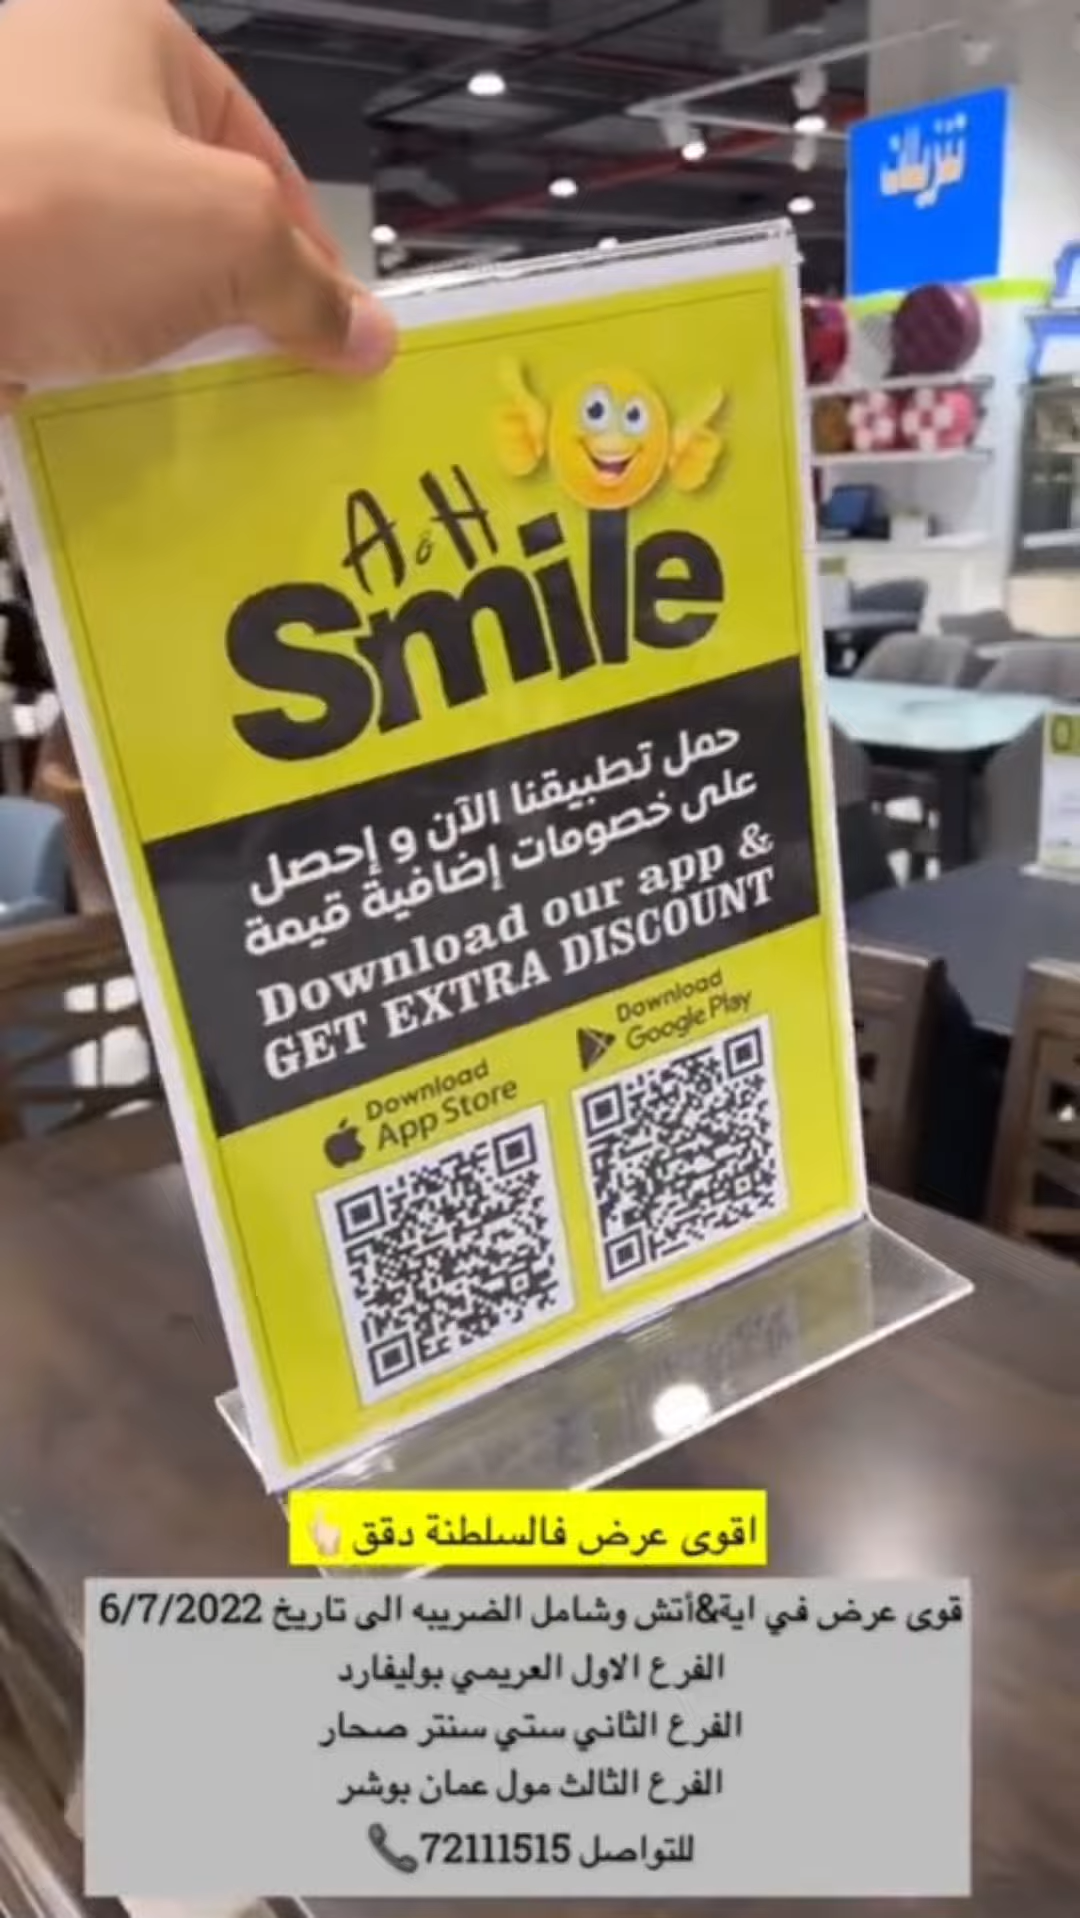 تنزيلات
A & H
Smile
حمل تطبيقنا الآن و إحصل
على خصومات إضافية قيمة
Download our app &
GET EXTRA DISCOUNT
Download
App Store
Download
Google Play
اقوى عرض فالسلطنة دقق👆🏻
قوى عرض في اية&أتش وشامل الضريبه الى تاريخ 6/7/2022
الفرع الاول العريمي بوليفارد
الفرع الثاني ستي سنتر صحار
الفرع الثالث مول عمان بوشر
للتواصل 72111515📞